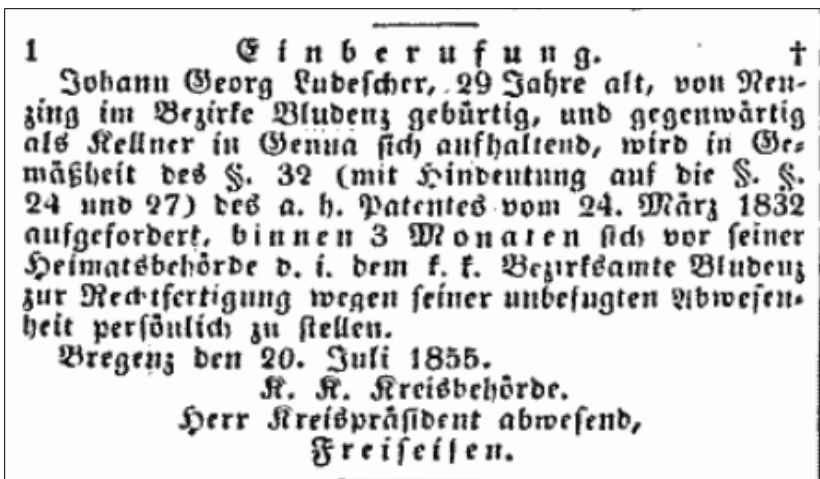 1 Einberufung. †
Johann Georg Ludescher, 29 Jahre alt, von Nen-
zing im Bezirke Bludenz gebürtig, und gegenwärtig
als Kellner in Genua sich aufhaltend, wird in Ge-
mäßheit des §. 32 (mit Hindeutung auf die §. §.
24 und 27) des a. h. Patentes vom 24. März 1832
aufgefordert, binnen 3 Monaten sich vor seiner
Heimatsbehörde d. i. dem k. k. Bezirksamte Bludenz
zur Rechtfertigung wegen seiner unbefugten Abwesen-
heit persönlich zu stellen.
Bregenz den 20. Juli 1855.
K. K. Kreisbehörde.
Herr Kreispräsident abwesend,
Freiseisen.